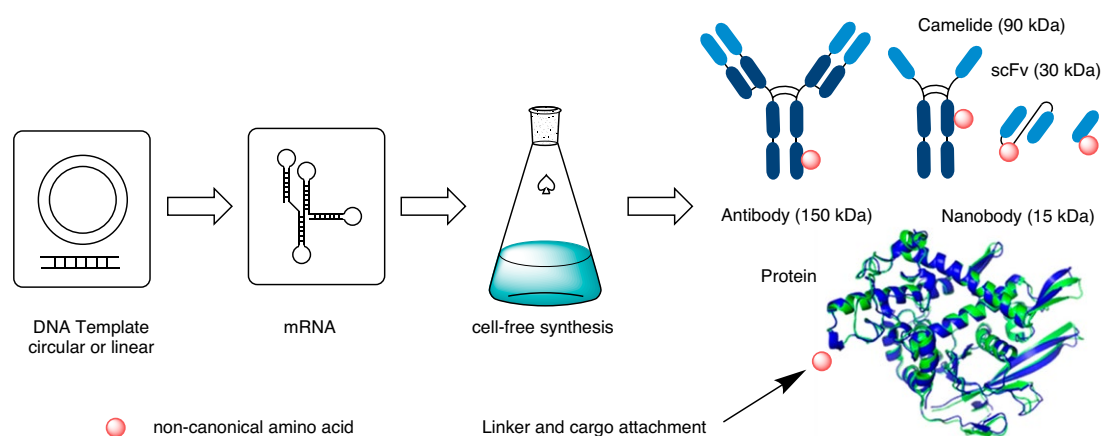 Camelide (90 kDa)
scFv (30 kDa)
Antibody (150 kDa)
Nanobody (15 kDa)
Protein
DNA Template
circular or linear
mRNA
cell-free synthesis
non-canonical amino acid
Linker and cargo attachment